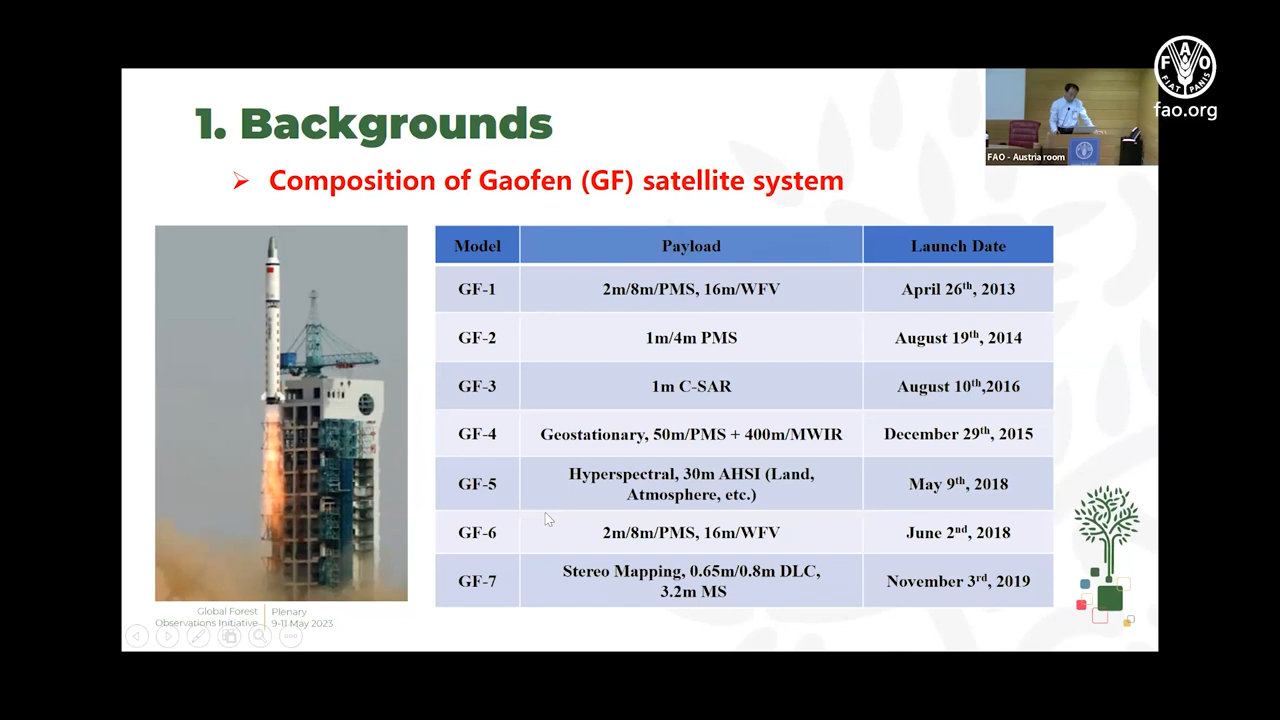 1. Backgrounds
➢ Composition of Gaofen (GF) satellite system
FAO - Austria room
FAO
FIAT PANIS
fao.org
Model Payload Launch Date
GF-1 2m/8m/PMS, 16m/WFV April 26th, 2013
GF-2 1m/4m PMS August 19th, 2014
GF-3 1m C-SAR August 10th,2016
GF-4 Geostationary, 50m/PMS + 400m/MWIR December 29th, 2015
GF-5 Hyperspectral, 30m AHSI (Land,
Atmosphere, etc.) May 9th, 2018
GF-6 2m/8m/PMS, 16m/WFV June 2nd, 2018
GF-7 Stereo Mapping, 0.65m/0.8m DLC,
3.2m MS November 3rd, 2019
Global Forest Plenary
Observations Initiative 9-11 May 2023